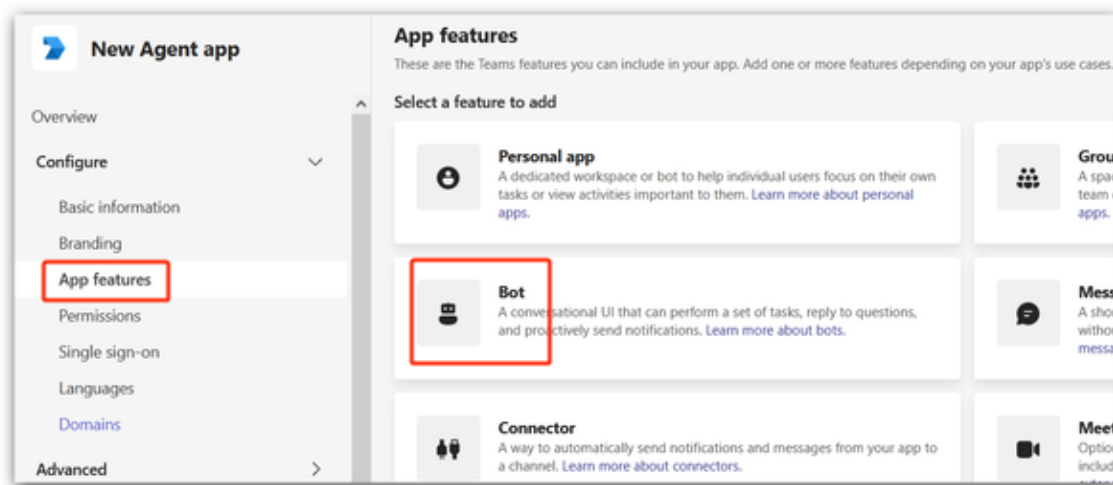 New Agent app
Overview
Configure
Basic information
Branding
App features
Permissions
Single sign-on
Languages
Domains
Advanced
App features
These are the Teams features you can include in your app. Add one or more features depending on your app's use cases.
Select a feature to add
Personal app
A dedicated workspace or bot to help individual users focus on their own
tasks or view activities important to them. Learn more about personal
apps.
Bot
A conversational UI that can perform a set of tasks, reply to questions,
and proactively send notifications. Learn more about bots.
Connector
A way to automatically send notifications and messages from your app to
a channel. Learn more about connectors.
A
team
apps.
A